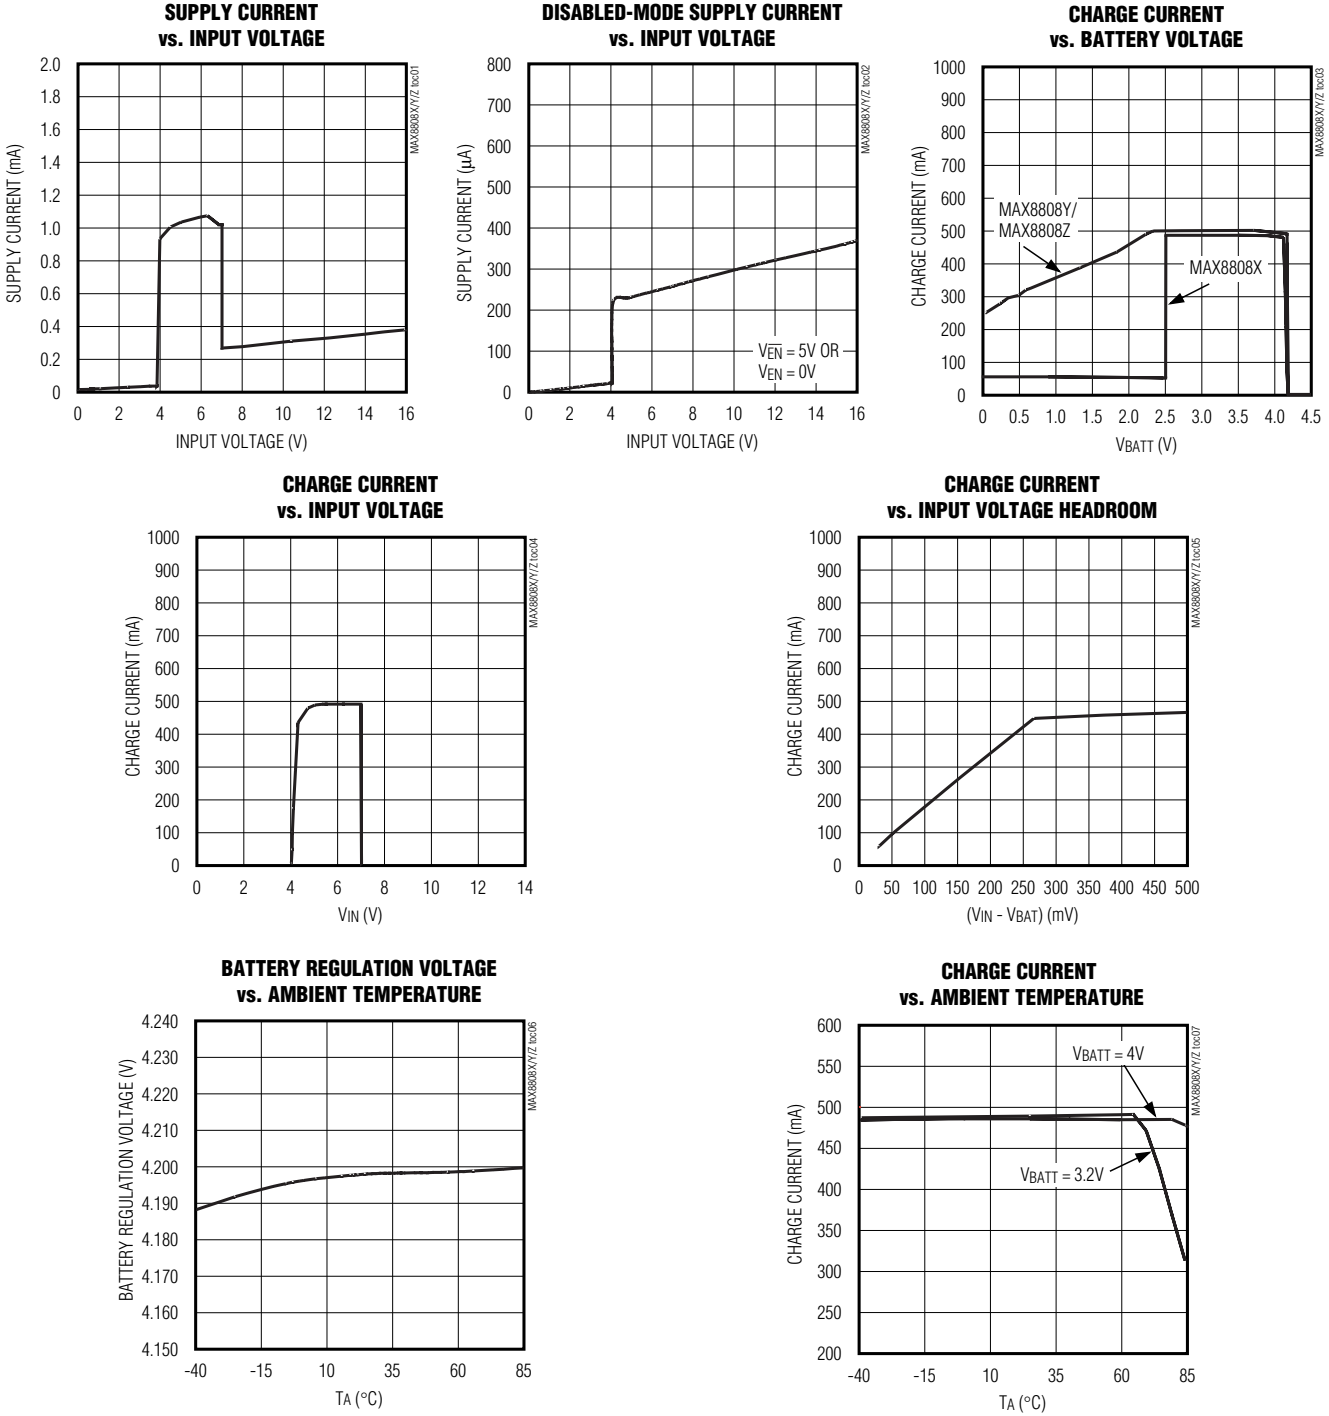 SUPPLY CURRENT
vs. INPUT VOLTAGE
2.0
1.8
1.6
1.4
1.2
1.0
0.8
0.6
0.4
0.2
0
SUPPLY CURRENT (mA)
0 2 4 6 8 10 12 14 16
INPUT VOLTAGE (V)
MAX8808X/Y/Z toc01
DISABLED-MODE SUPPLY CURRENT
vs. INPUT VOLTAGE
800
700
600
500
400
300
200
100
0
SUPPLY CURRENT (μA)
VEN̅ = 5V OR
VEN = 0V
0 2 4 6 8 10 12 14 16
INPUT VOLTAGE (V)
MAX8808X/Y/Z toc02
CHARGE CURRENT
vs. BATTERY VOLTAGE
1000
900
800
700
600
500
400
300
200
100
0
CHARGE CURRENT (mA)
MAX8808Y/
MAX8808Z
MAX8808X
0 0.5 1.0 1.5 2.0 2.5 3.0 3.5 4.0 4.5
VBATT (V)
MAX8808X/Y/Z toc03
CHARGE CURRENT
vs. INPUT VOLTAGE
1000
900
800
700
600
500
400
300
200
100
0
CHARGE CURRENT (mA)
0 2 4 6 8 10 12 14
VIN (V)
MAX8808X/Y/Z toc04
CHARGE CURRENT
vs. INPUT VOLTAGE HEADROOM
1000
900
800
700
600
500
400
300
200
100
0
CHARGE CURRENT (mA)
0 50 100 150 200 250 300 350 400 450 500
(VIN - VBAT) (mV)
MAX8808X/Y/Z toc05
BATTERY REGULATION VOLTAGE
vs. AMBIENT TEMPERATURE
4.240
4.230
4.220
4.210
4.200
4.190
4.180
4.170
4.160
4.150
BATTERY REGULATION VOLTAGE (V)
-40 -15 10 35 60 85
TA (°C)
MAX8808X/Y/Z toc06
CHARGE CURRENT
vs. AMBIENT TEMPERATURE
600
550
500
450
400
350
300
250
200
CHARGE CURRENT (mA)
VBATT = 4V
VBATT = 3.2V
-40 -15 10 35 60 85
TA (°C)
MAX8808X/Y/Z toc07